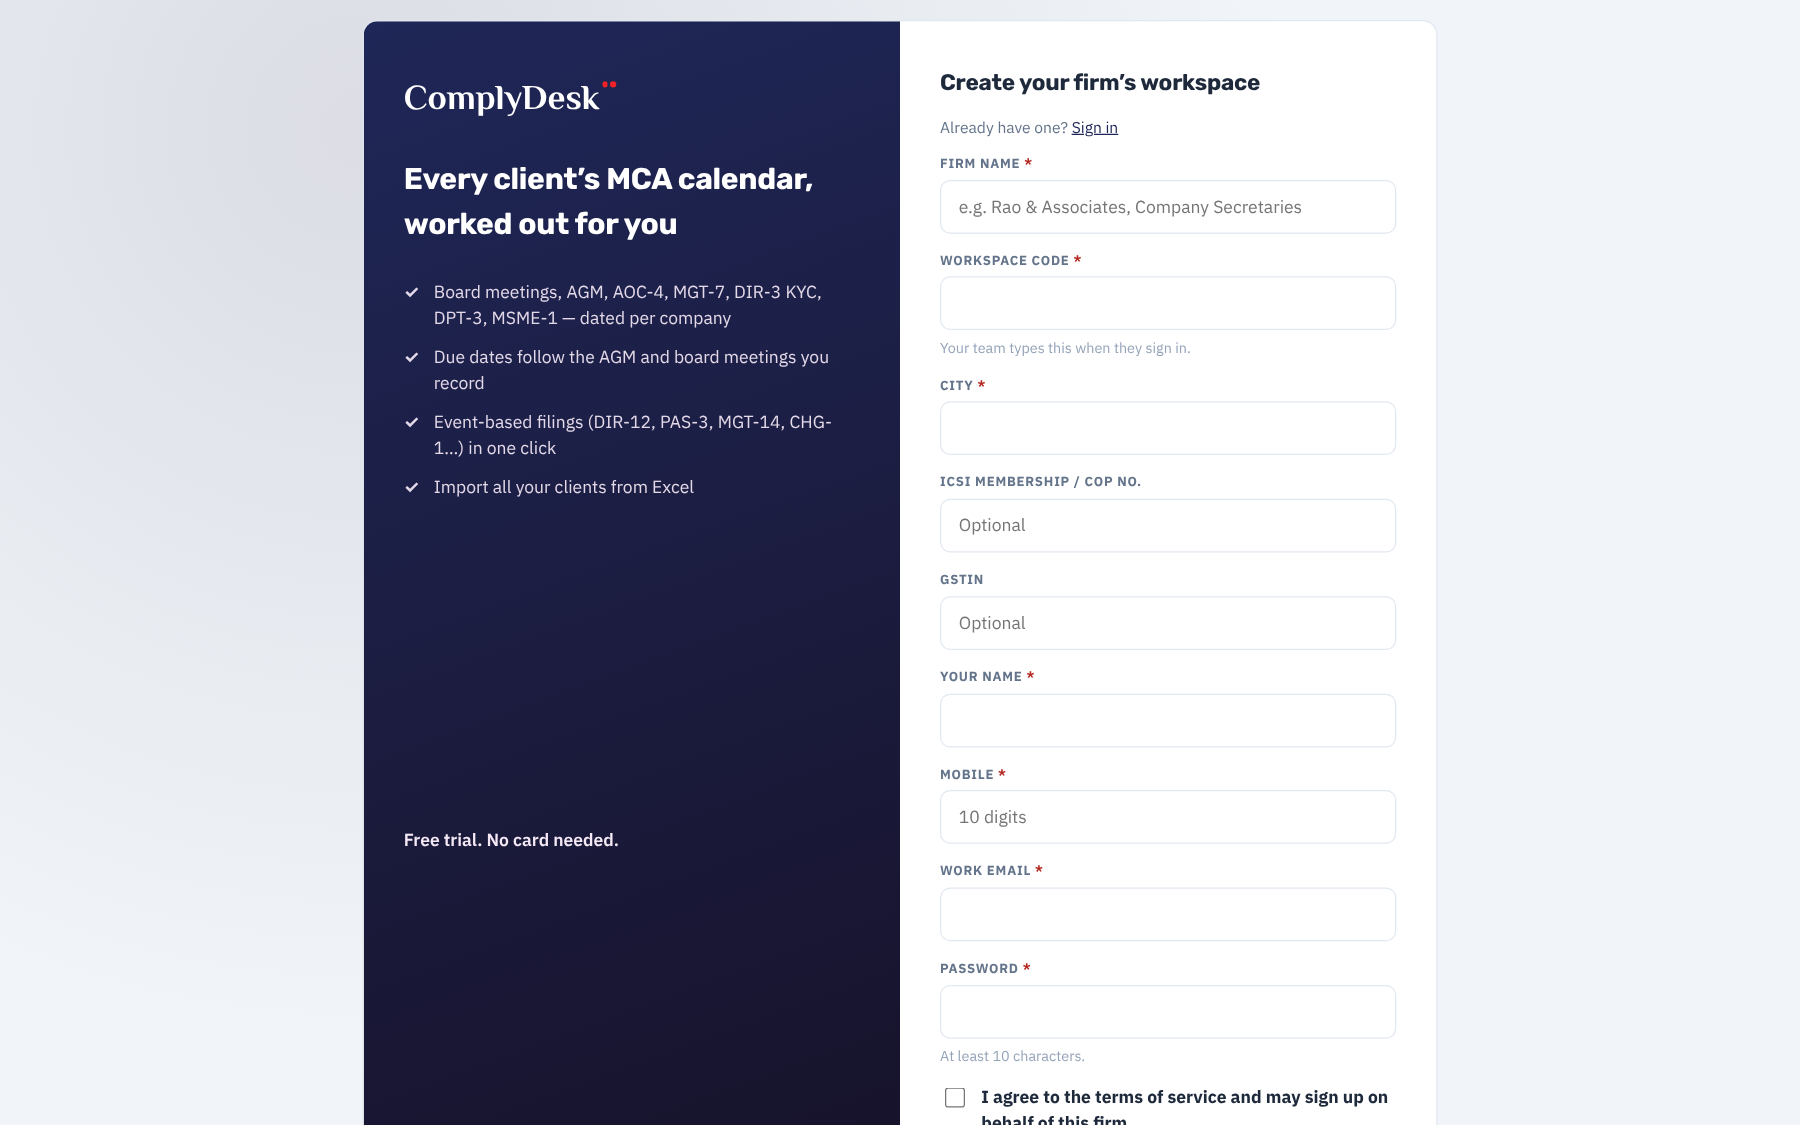 ComplyDesk
Every client’s MCA calendar,
worked out for you
Board meetings, AGM, AOC-4, MGT-7, DIR-3 KYC,
DPT-3, MSME-1 — dated per company
Due dates follow the AGM and board meetings you
record
Event-based filings (DIR-12, PAS-3, MGT-14, CHG-
1...) in one click
Import all your clients from Excel
Free trial. No card needed.
Create your firm’s workspace
Already have one? Sign in
FIRM NAME *
e.g. Rao & Associates, Company Secretaries
WORKSPACE CODE *
Your team types this when they sign in.
CITY *
ICSI MEMBERSHIP / COP NO.
Optional
GSTIN
Optional
YOUR NAME *
MOBILE *
10 digits
WORK EMAIL *
PASSWORD *
At least 10 characters.
I agree to the terms of service and may sign up on
behalf of this firm